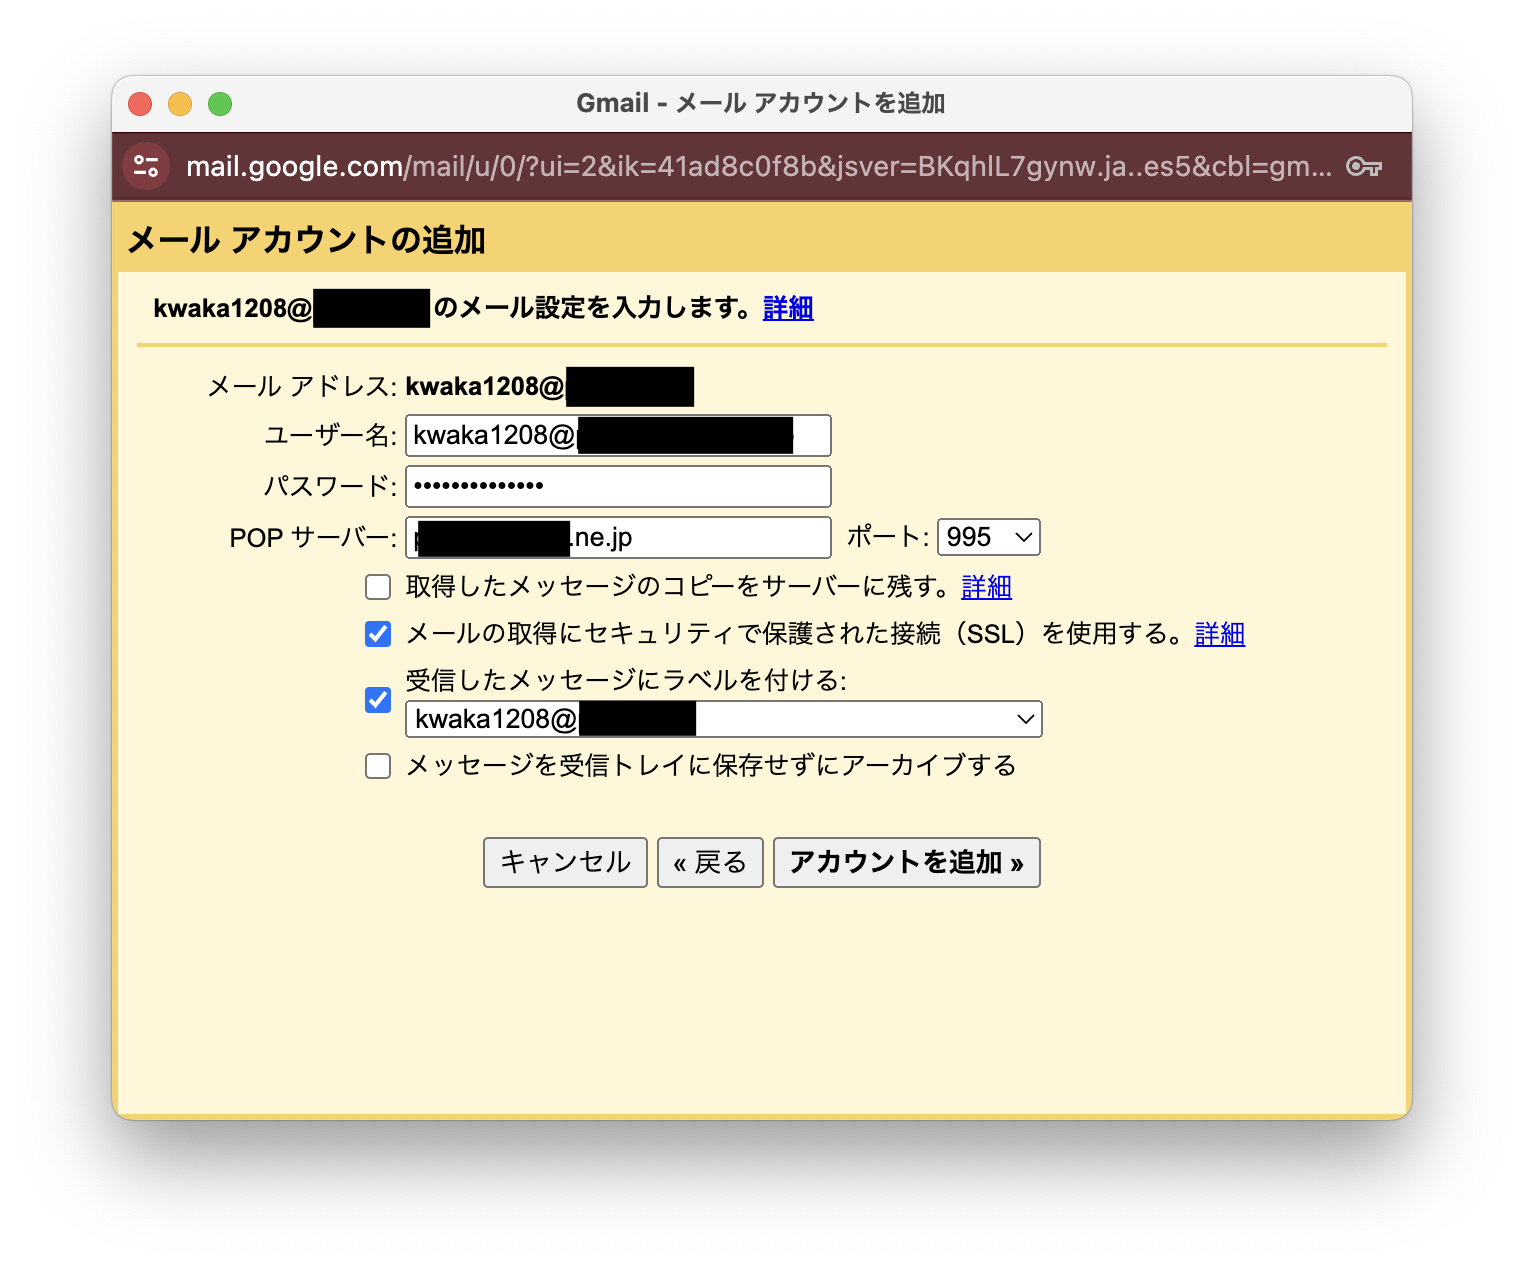 Gmail - メール アカウントを追加
mail.google.com/mail/u/0/?ui=2&ik=41ad8c0f8b&jsver=BKqhlL7gynw.ja..es5&cbl=gm...
メール アカウントの追加
kwaka1208@ のメール設定を入力します。詳細
メール アドレス: kwaka1208@
ユーザー名: kwaka1208@
パスワード: ••••••••••••••
POP サーバー: .ne.jp ポート: 995
取得したメッセージのコピーをサーバーに残す。詳細
メールの取得にセキュリティで保護された接続（SSL）を使用する。詳細
受信したメッセージにラベルを付ける:
kwaka1208@
メッセージを受信トレイに保存せずにアーカイブする
キャンセル « 戻る アカウントを追加 »